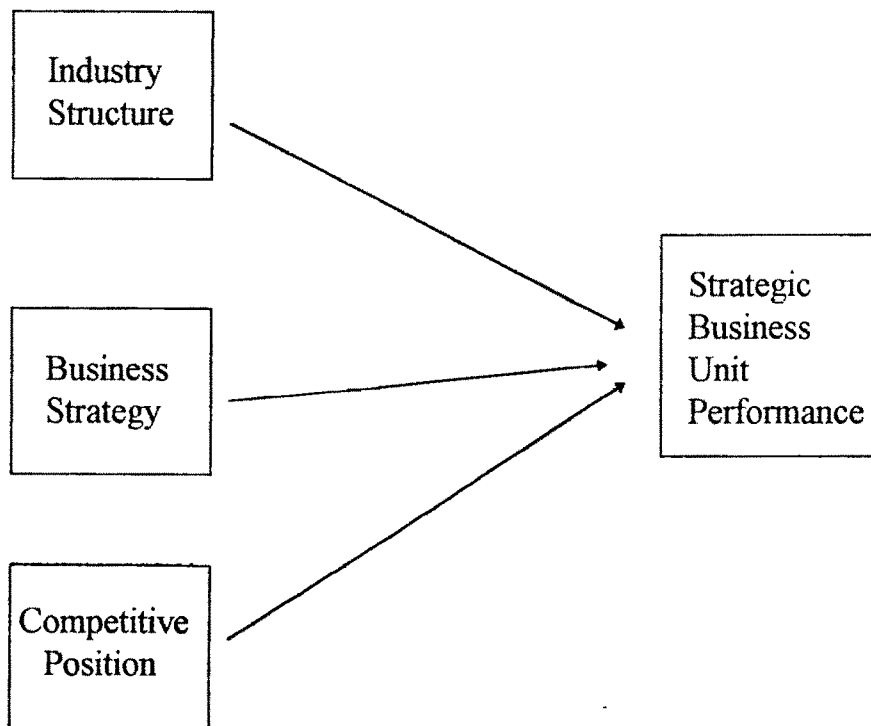 Industry
Structure
Business
Strategy
Competitive
Position
Strategic
Business
Unit
Performance